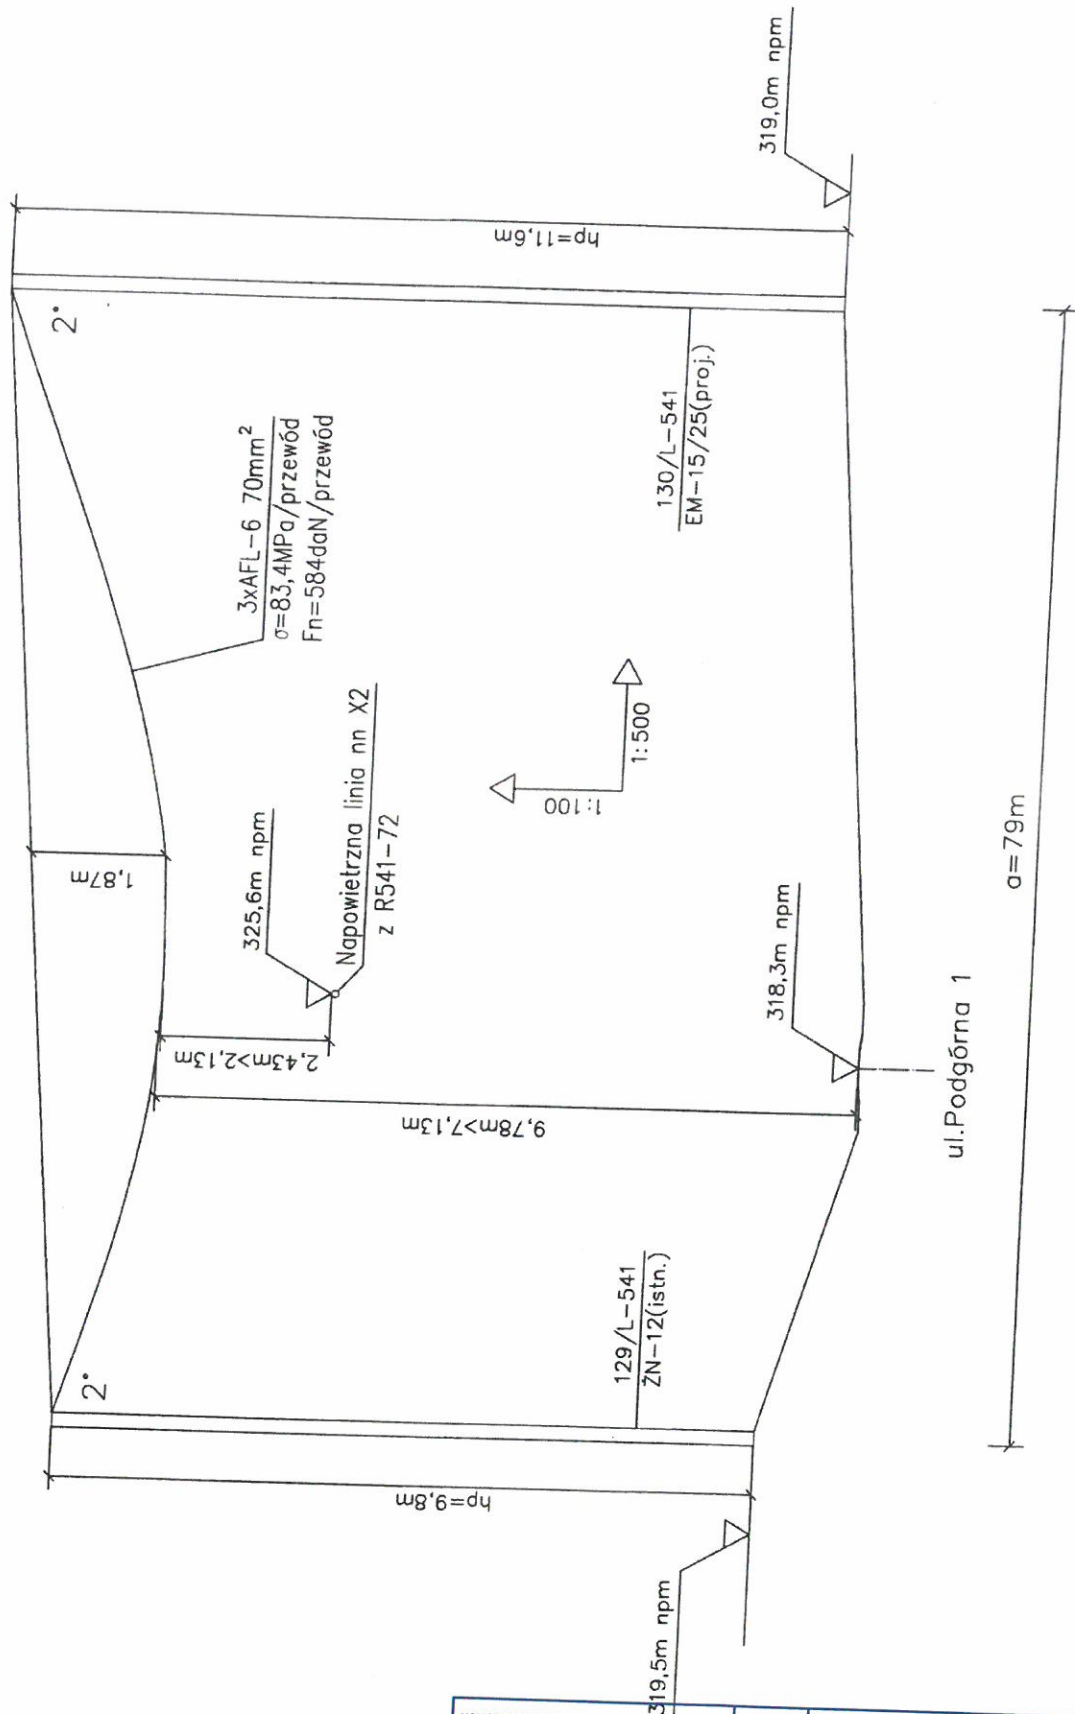 hp=9,8m
319,5m npm
2°
129/L-541
ŻN-12(istn.)
1,87m
2,43m>2,13m
9,78m>7,13m
325,6m npm
Napowietrzna linia nn X2
z R541-72
318,3m npm
ul.Podgórna 1
1:100
1:500
3xAFL-6 70mm²
σ=83,4MPa/przewód
Fn=584daN/przewód
2°
130/L-541
EM-15/25(proj.)
hp=11,6m
319,0m npm
a=79m